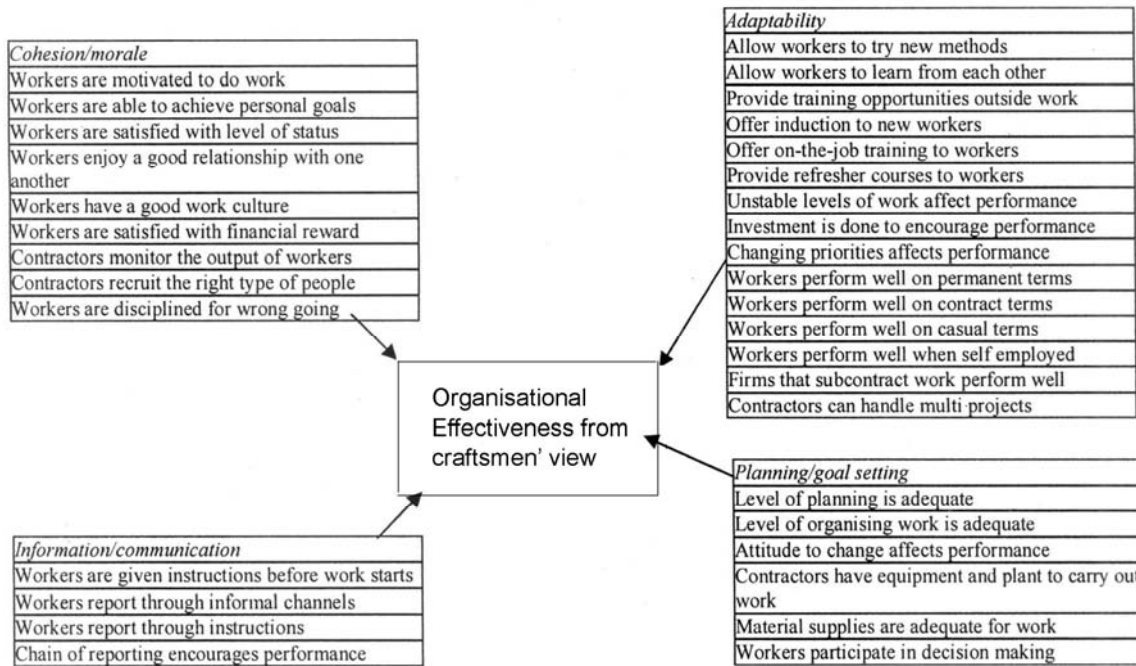 Cohesion/morale
Workers are motivated to do work
Workers are able to achieve personal goals
Workers are satisfied with level of status
Workers enjoy a good relationship with one
another
Workers have a good work culture
Workers are satisfied with financial reward
Contractors monitor the output of workers
Contractors recruit the right type of people
Workers are disciplined for wrong going
Adaptability
Allow workers to try new methods
Allow workers to learn from each other
Provide training opportunities outside work
Offer induction to new workers
Offer on-the-job training to workers
Provide refresher courses to workers
Unstable levels of work affect performance
Investment is done to encourage performance
Changing priorities affects performance
Workers perform well on permanent terms
Workers perform well on contract terms
Workers perform well on casual terms
Workers perform well when self employed
Firms that subcontract work perform well
Contractors can handle multi projects
Organisational
Effectiveness from
craftsmen' view
Information/communication
Workers are given instructions before work starts
Workers report through informal channels
Workers report through instructions
Chain of reporting encourages performance
Planning/goal setting
Level of planning is adequate
Level of organising work is adequate
Attitude to change affects performance
Contractors have equipment and plant to carry out
work
Material supplies are adequate for work
Workers participate in decision making